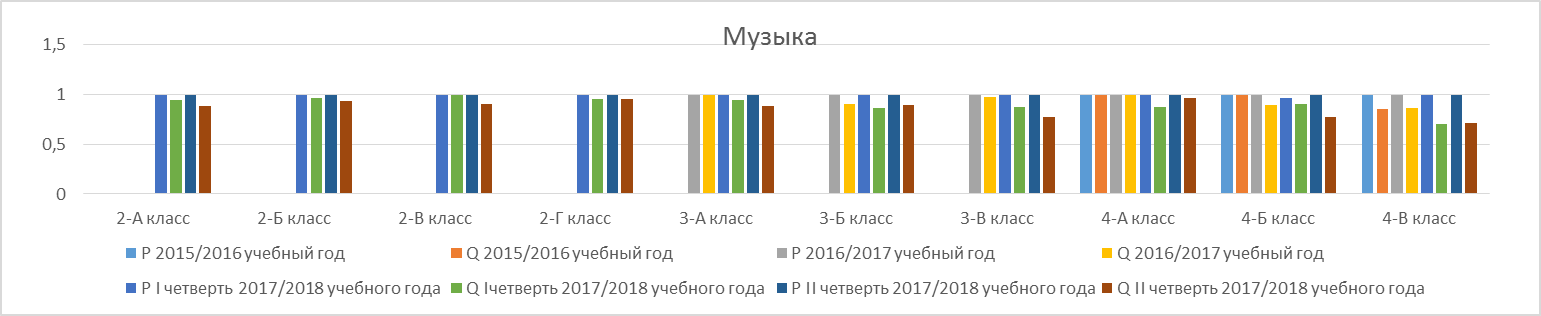 Музыка
1,5
1
0,5
0
2-А класс 2-Б класс 2-В класс 2-Г класс 3-А класс 3-Б класс 3-В класс 4-А класс 4-Б класс 4-В класс
P 2015/2016 учебный год Q 2015/2016 учебный год P 2016/2017 учебный год Q 2016/2017 учебный год
P I четверть 2017/2018 учебного года Q Iчетверть 2017/2018 учебного года P II четверть 2017/2018 учебного года Q II четверть 2017/2018 учебного года